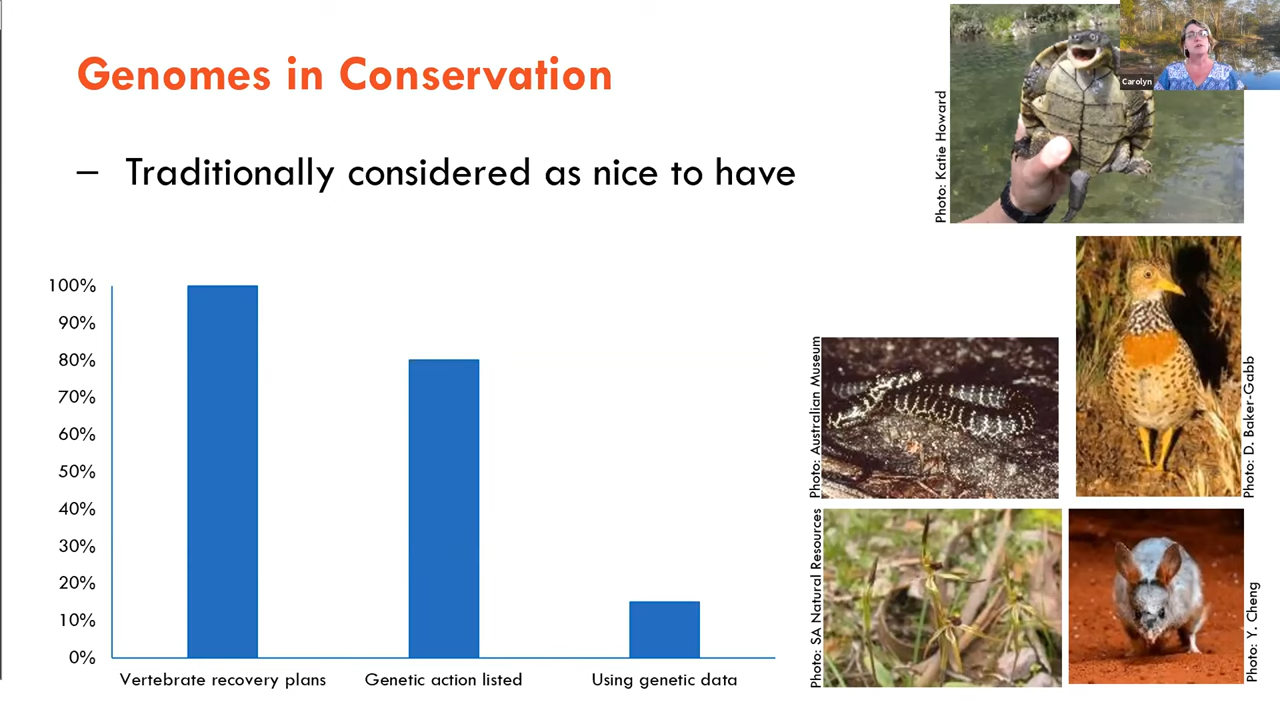 Genomes in Conservation
– Traditionally considered as nice to have
100%
90%
80%
70%
60%
50%
40%
30%
20%
10%
0%
Vertebrate recovery plans
Genetic action listed
Using genetic data
Photo: Katie Howard
Carolyn
Photo: Australian Museum
Photo: D. Baker-Gabb
Photo: SA Natural Resources
Photo: Y. Cheng